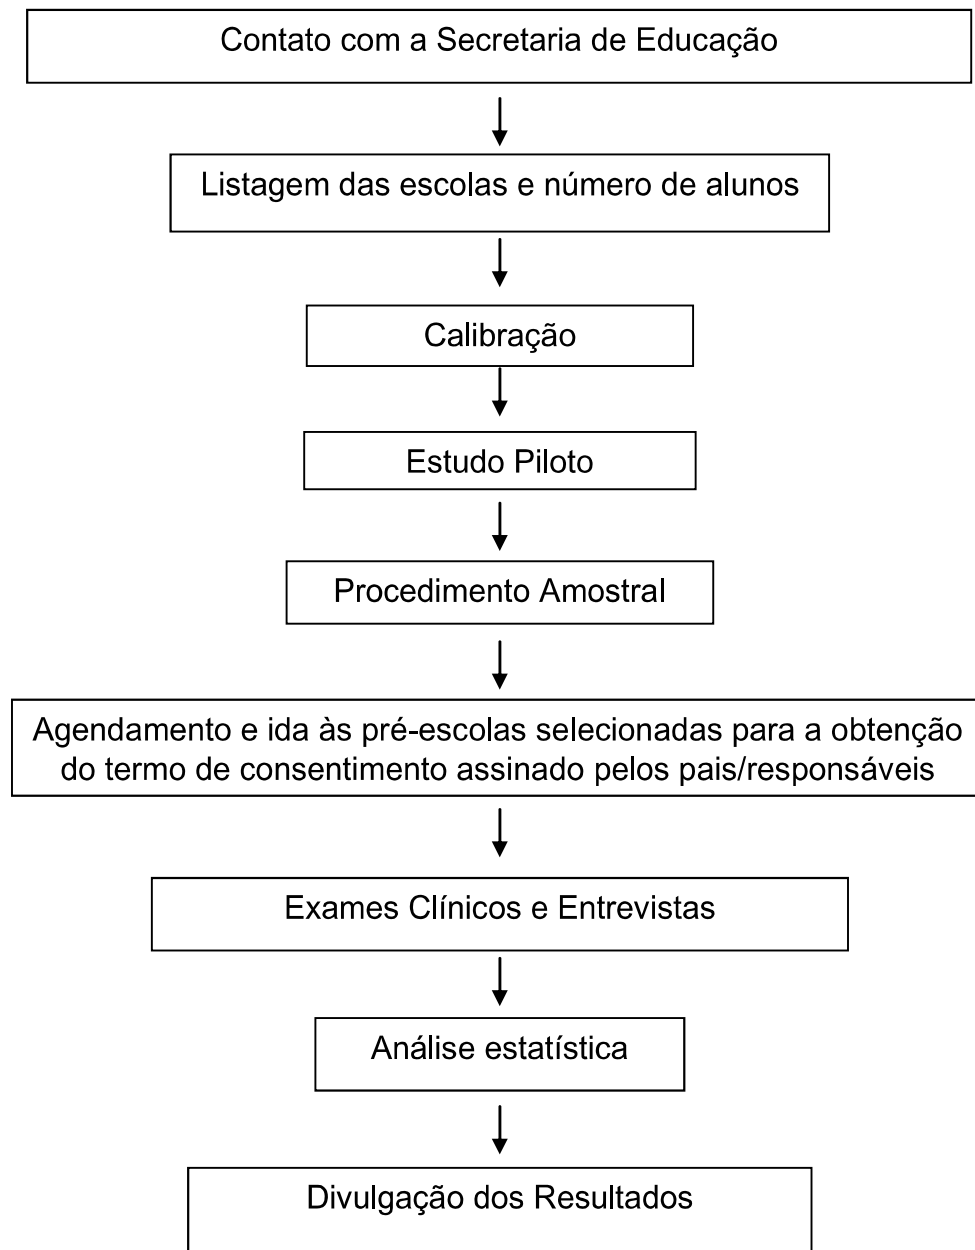 Contato com a Secretaria de Educação
Listagem das escolas e número de alunos
Calibração
Estudo Piloto
Procedimento Amostral
Agendamento e ida às pré-escolas selecionadas para a obtenção
do termo de consentimento assinado pelos pais/responsáveis
Exames Clínicos e Entrevistas
Análise estatística
Divulgação dos Resultados